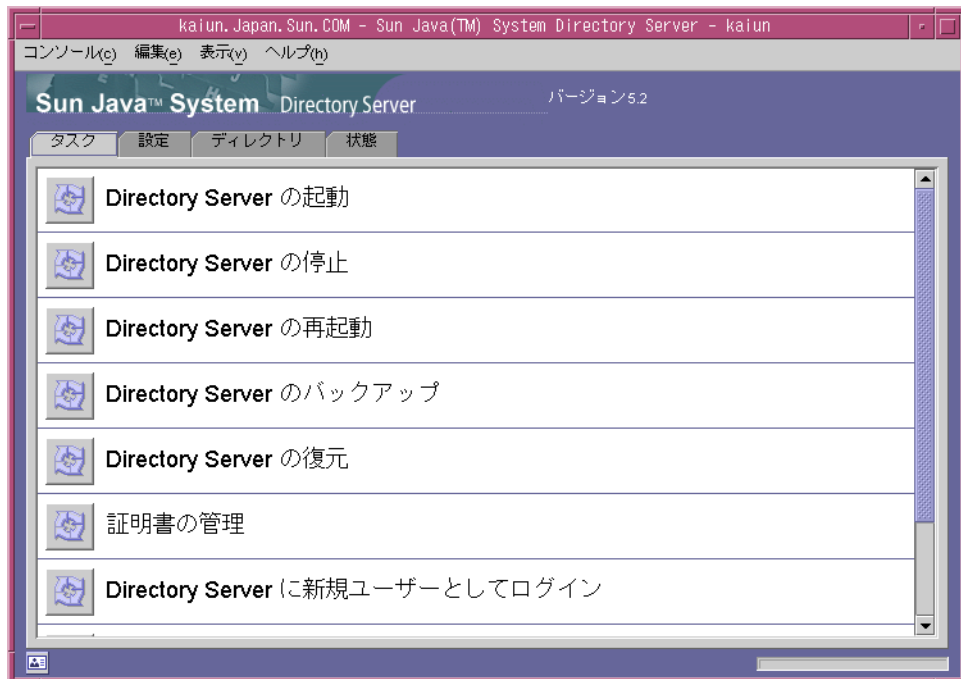 kaiun.Japan.Sun.COM – Sun Java(TM) System Directory Server – kaiun
コンソール(c) 編集(e) 表示(v) ヘルプ(h)
Sun Java™ System Directory Server バージョン5.2
タスク 設定 ディレクトリ 状態
Directory Server の起動
Directory Server の停止
Directory Server の再起動
Directory Server のバックアップ
Directory Server の復元
証明書の管理
Directory Server に新規ユーザーとしてログイン